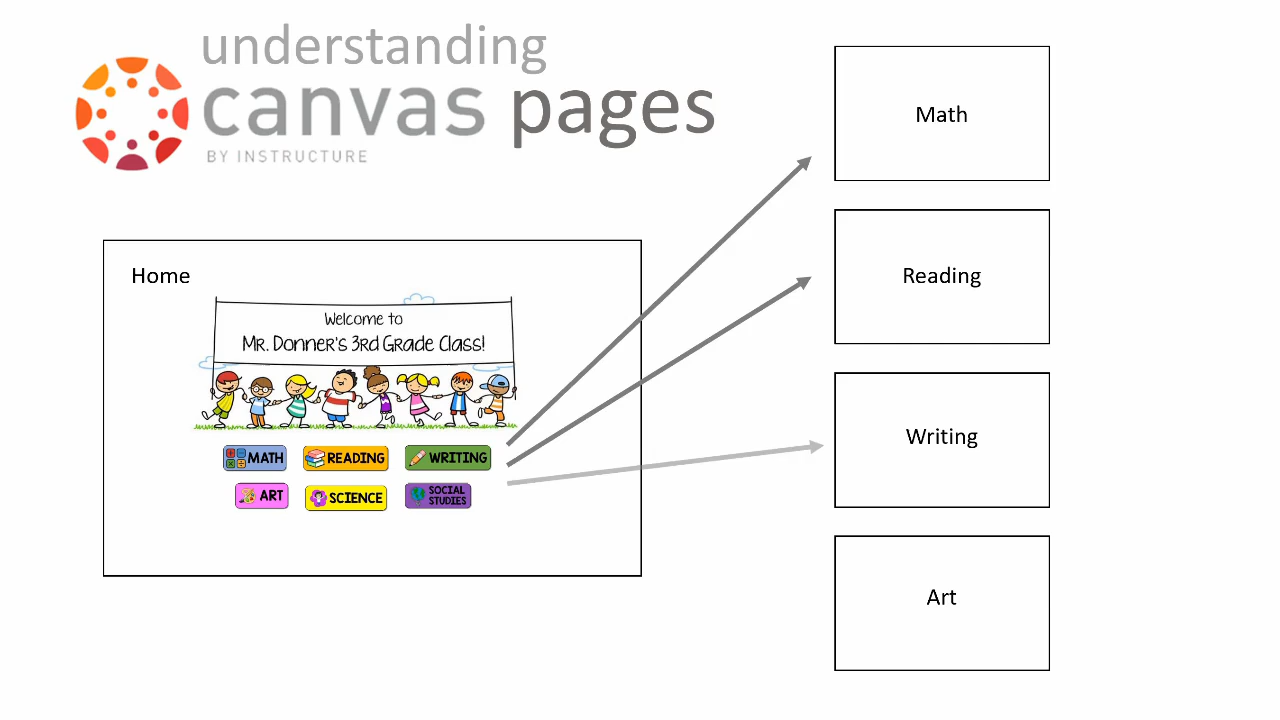 understanding
canvas pages
BY INSTRUCTURE
Home
Welcome to
Mr. Donner's 3rd Grade Class!
MATH READING WRITING
ART SCIENCE SOCIAL
STUDIES
Math
Reading
Writing
Art